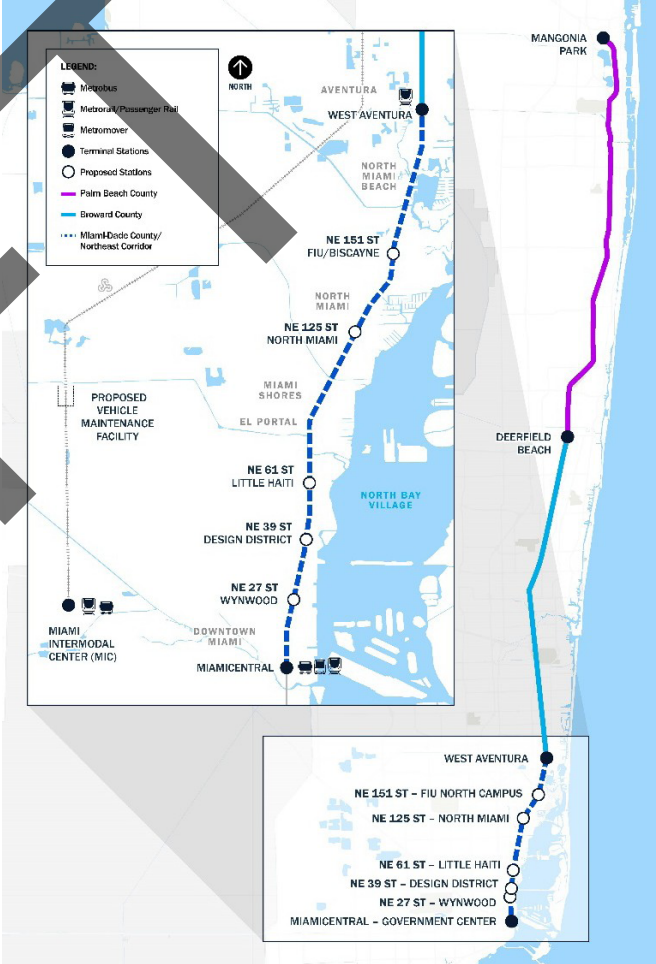 LEGEND:
Metrobus
Metrorail/Passenger Rail
Metromover
Terminal Stations
Proposed Stations
Palm Beach County
Broward County
Miami-Dade County/
Northeast Corridor
NORTH
AVENTURA
WEST AVENTURA
NORTH
MIAMI
BEACH
NE 151 ST
FIU/BISCAYNE
NORTH
MIAMI
NE 125 ST
NORTH MIAMI
MIAMI
SHORES
EL PORTAL
PROPOSED
VEHICLE
MAINTENANCE
FACILITY
NE 61 ST
LITTLE HAITI
NORTH BAY
VILLAGE
NE 39 ST
DESIGN DISTRICT
NE 27 ST
WYNWOOD
MIAMI
INTERMODAL
CENTER (MIC)
DOWNTOWN
MIAMI
MIAMICENTRAL
MANGONIA
PARK
DEERFIELD
BEACH
WEST AVENTURA
NE 151 ST – FIU NORTH CAMPUS
NE 125 ST – NORTH MIAMI
NE 61 ST – LITTLE HAITI
NE 39 ST – DESIGN DISTRICT
NE 27 ST – WYNWOOD
MIAMICENTRAL – GOVERNMENT CENTER